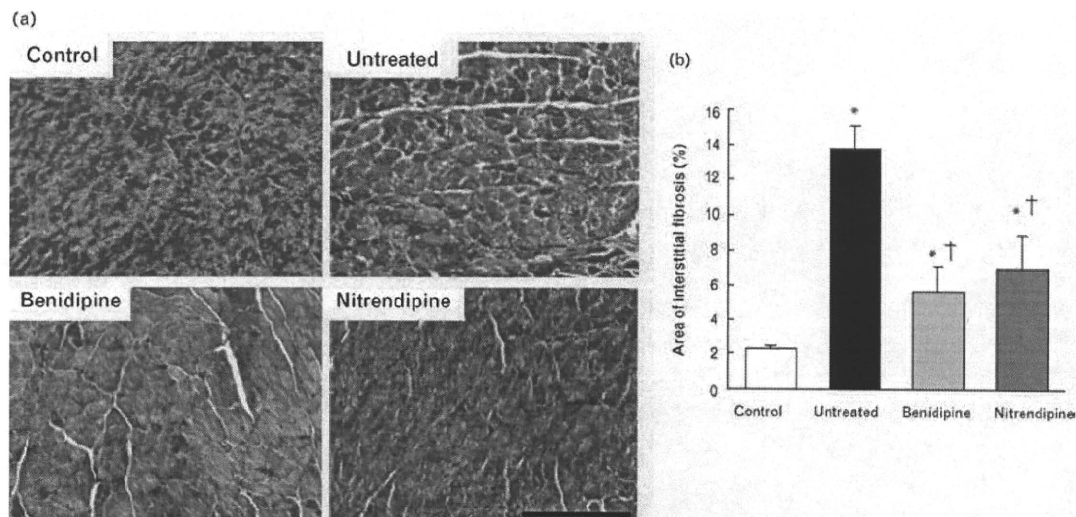 (a)
Control
Untreated
Benidipine
Nitrendipine
(b)
Area of interstitial fibrosis (%)
16
14
12
10
8
6
4
2
0
*
* †
* †
Control
Untreated
Benidipine
Nitrendipine